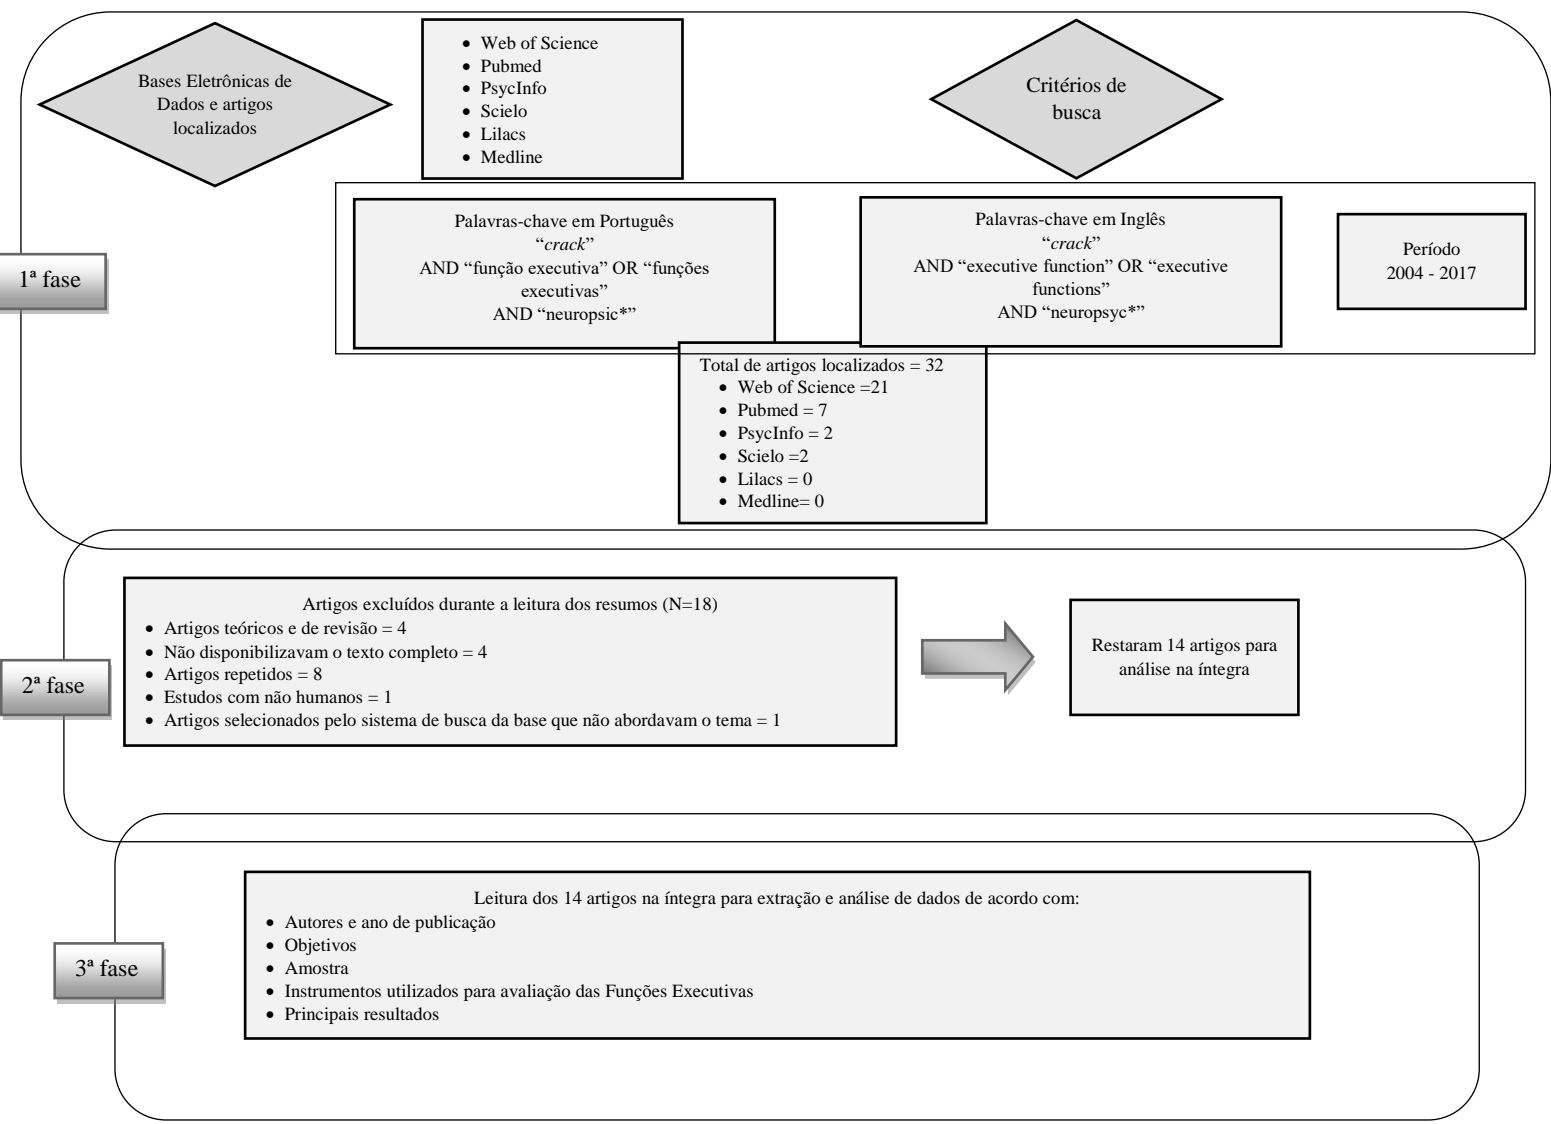 Bases Eletrônicas de
Dados e artigos
localizados
• Web of Science
• Pubmed
• PsycInfo
• Scielo
• Lilacs
• Medline
Critérios de
busca
1ª fase
Palavras-chave em Português
“crack”
AND “função executiva” OR “funções
executivas”
AND “neuropsic*”
Palavras-chave em Inglês
“crack”
AND “executive function” OR “executive
functions”
AND “neuropsyc*”
Período
2004 - 2017
Total de artigos localizados = 32
• Web of Science =21
• Pubmed = 7
• PsycInfo = 2
• Scielo =2
• Lilacs = 0
• Medline= 0
2ª fase
Artigos excluídos durante a leitura dos resumos (N=18)
• Artigos teóricos e de revisão = 4
• Não disponibilizavam o texto completo = 4
• Artigos repetidos = 8
• Estudos com não humanos = 1
• Artigos selecionados pelo sistema de busca da base que não abordavam o tema = 1
Restaram 14 artigos para
análise na íntegra
3ª fase
Leitura dos 14 artigos na íntegra para extração e análise de dados de acordo com:
• Autores e ano de publicação
• Objetivos
• Amostra
• Instrumentos utilizados para avaliação das Funções Executivas
• Principais resultados